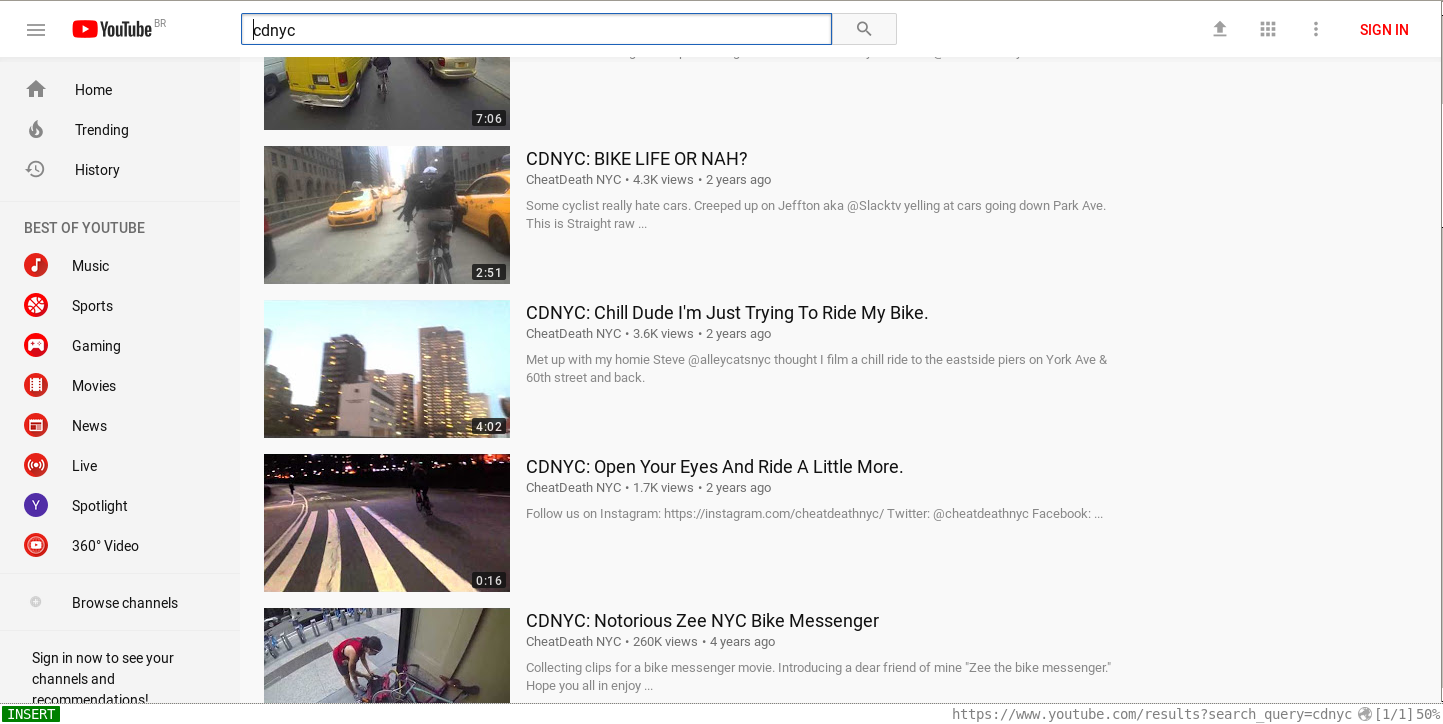 YouTube BR
cdnyc
SIGN IN
Home
Trending
History
BEST OF YOUTUBE
Music
Sports
Gaming
Movies
News
Live
Y
Spotlight
360° Video
Browse channels
Sign in now to see your
channels and
recommendations!
7:06
2:51
CDNYC: BIKE LIFE OR NAH?
CheatDeath NYC • 4.3K views • 2 years ago
Some cyclist really hate cars. Creeped up on Jeffton aka @Slacktv yelling at cars going down Park Ave.
This is Straight raw ...
4:02
CDNYC: Chill Dude I'm Just Trying To Ride My Bike.
CheatDeath NYC • 3.6K views • 2 years ago
Met up with my homie Steve @alleycatsnyc thought I film a chill ride to the eastside piers on York Ave &
60th street and back.
0:16
CDNYC: Open Your Eyes And Ride A Little More.
CheatDeath NYC • 1.7K views • 2 years ago
Follow us on Instagram: https://instagram.com/cheatdeathnyc/ Twitter: @cheatdeathnyc Facebook: ...
CDNYC: Notorious Zee NYC Bike Messenger
CheatDeath NYC • 260K views • 4 years ago
Collecting clips for a bike messenger movie. Introducing a dear friend of mine "Zee the bike messenger."
Hope you all in enjoy ...
INSERT
https://www.youtube.com/results?search_query=cdnyc [1/1] 50%